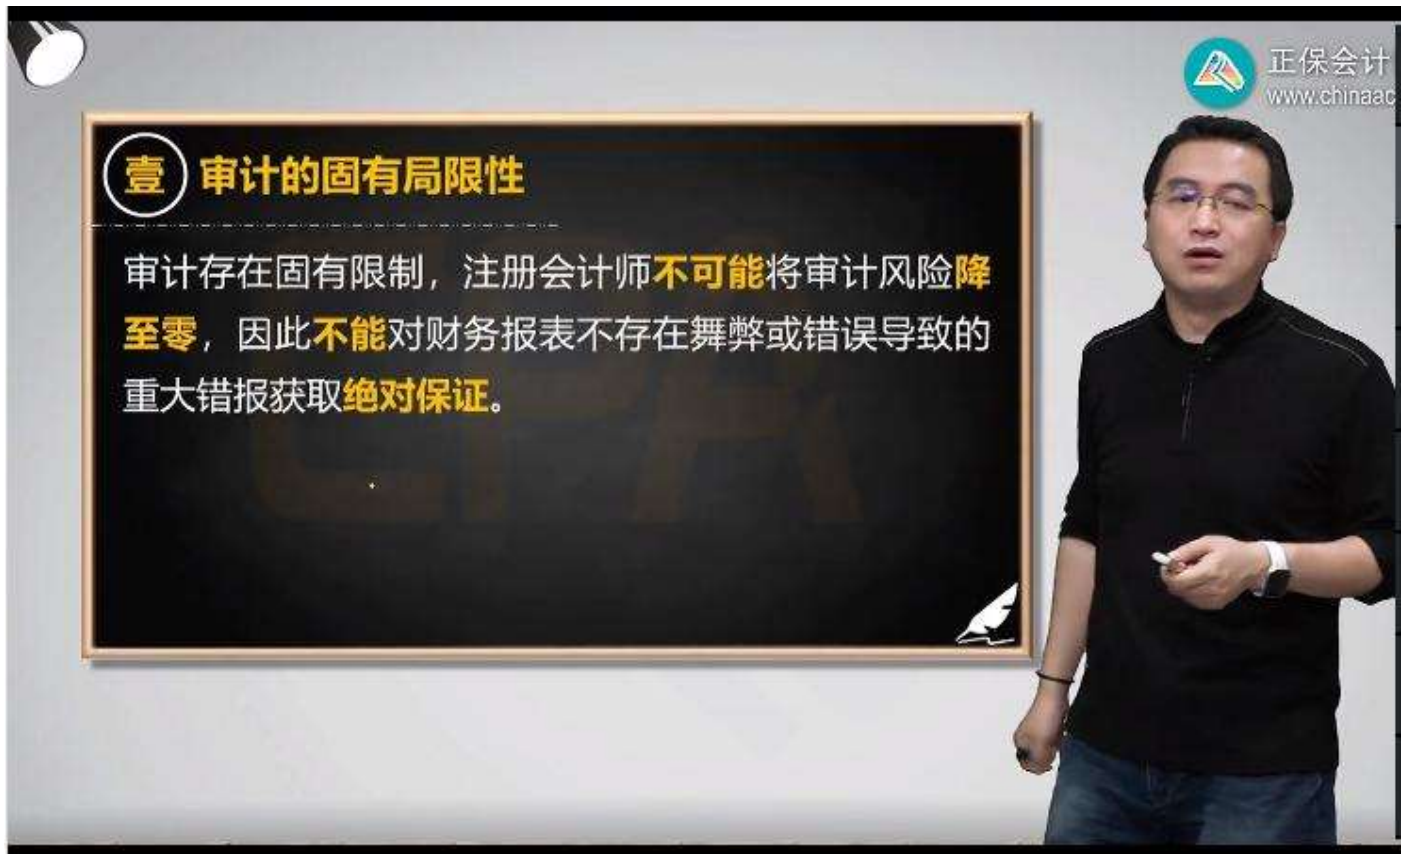 正保会计
www.chinaac
壹 审计的固有局限性
审计存在固有限制，注册会计师不可能将审计风险降
至零，因此不能对财务报表不存在舞弊或错误导致的
重大错报获取绝对保证。
CPA